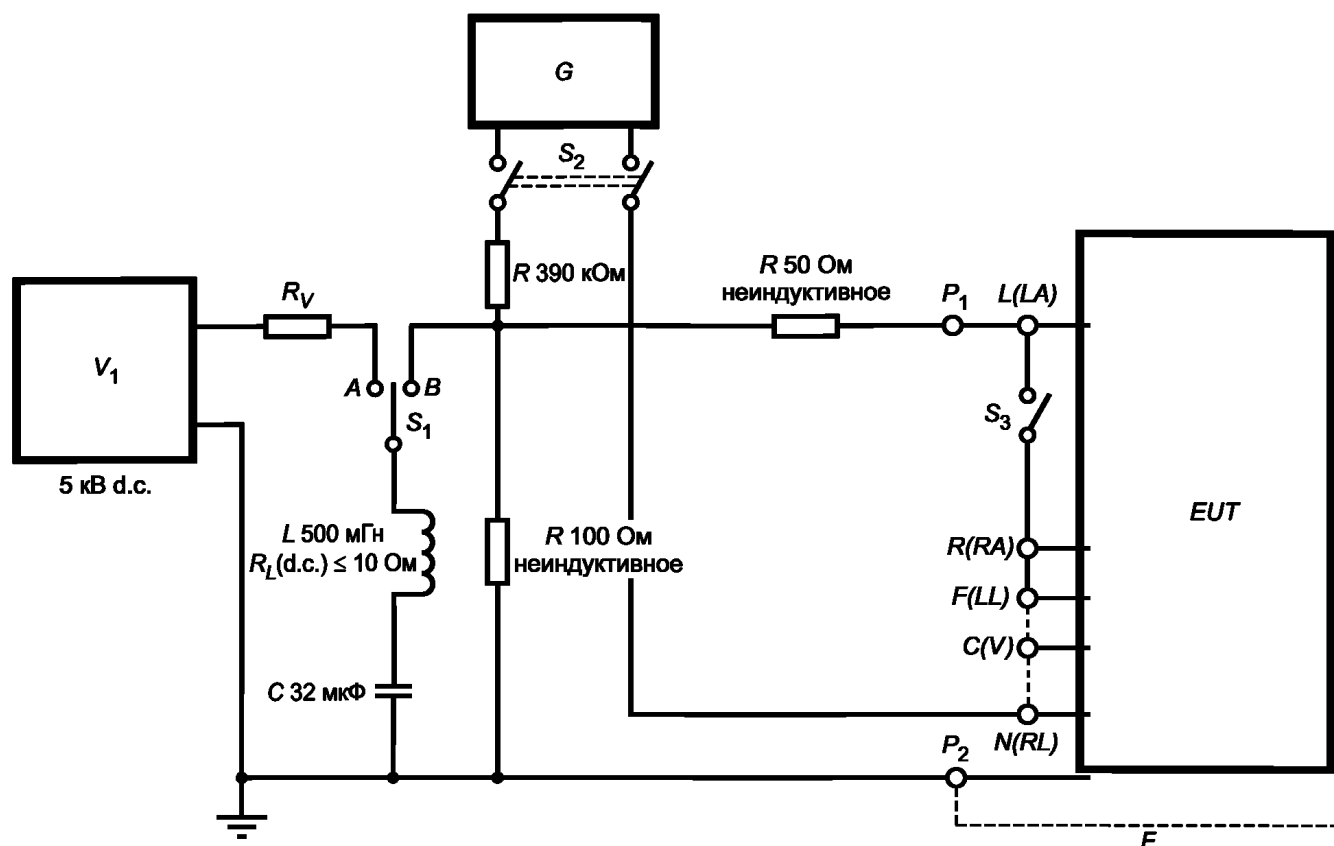 G
S2
R 390 кОм
R 50 Ом
неиндуктивное
P1
L(LA)
RV
V1
A
B
S1
S3
5 кВ d.c.
L 500 мГн
RL(d.c.) ≤ 10 Ом
R 100 Ом
неиндуктивное
EUT
R(RA)
F(LL)
C(V)
C 32 мкФ
N(RL)
P2
F